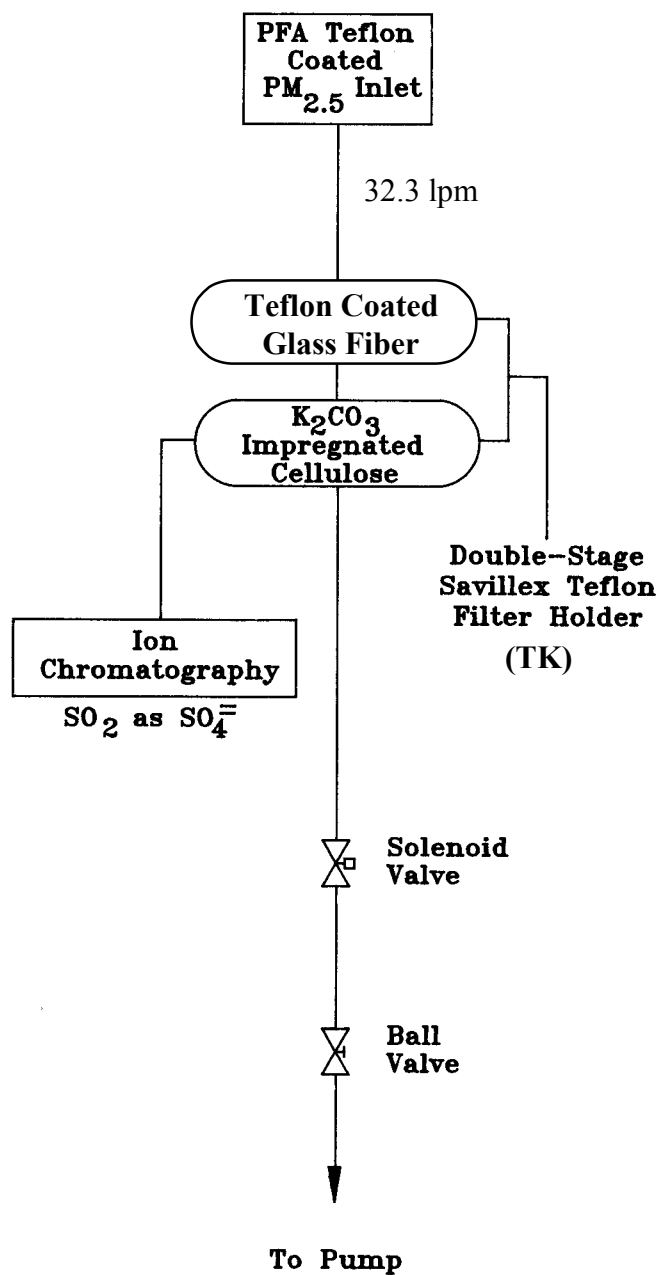 PFA Teflon
Coated
PM2.5 Inlet
32.3 lpm
Teflon Coated
Glass Fiber
K2CO3
Impregnated
Cellulose
Double-Stage
Savillex Teflon
Filter Holder
(TK)
Ion
Chromatography
SO2 as SO4=
Solenoid
Valve
Ball
Valve
To Pump